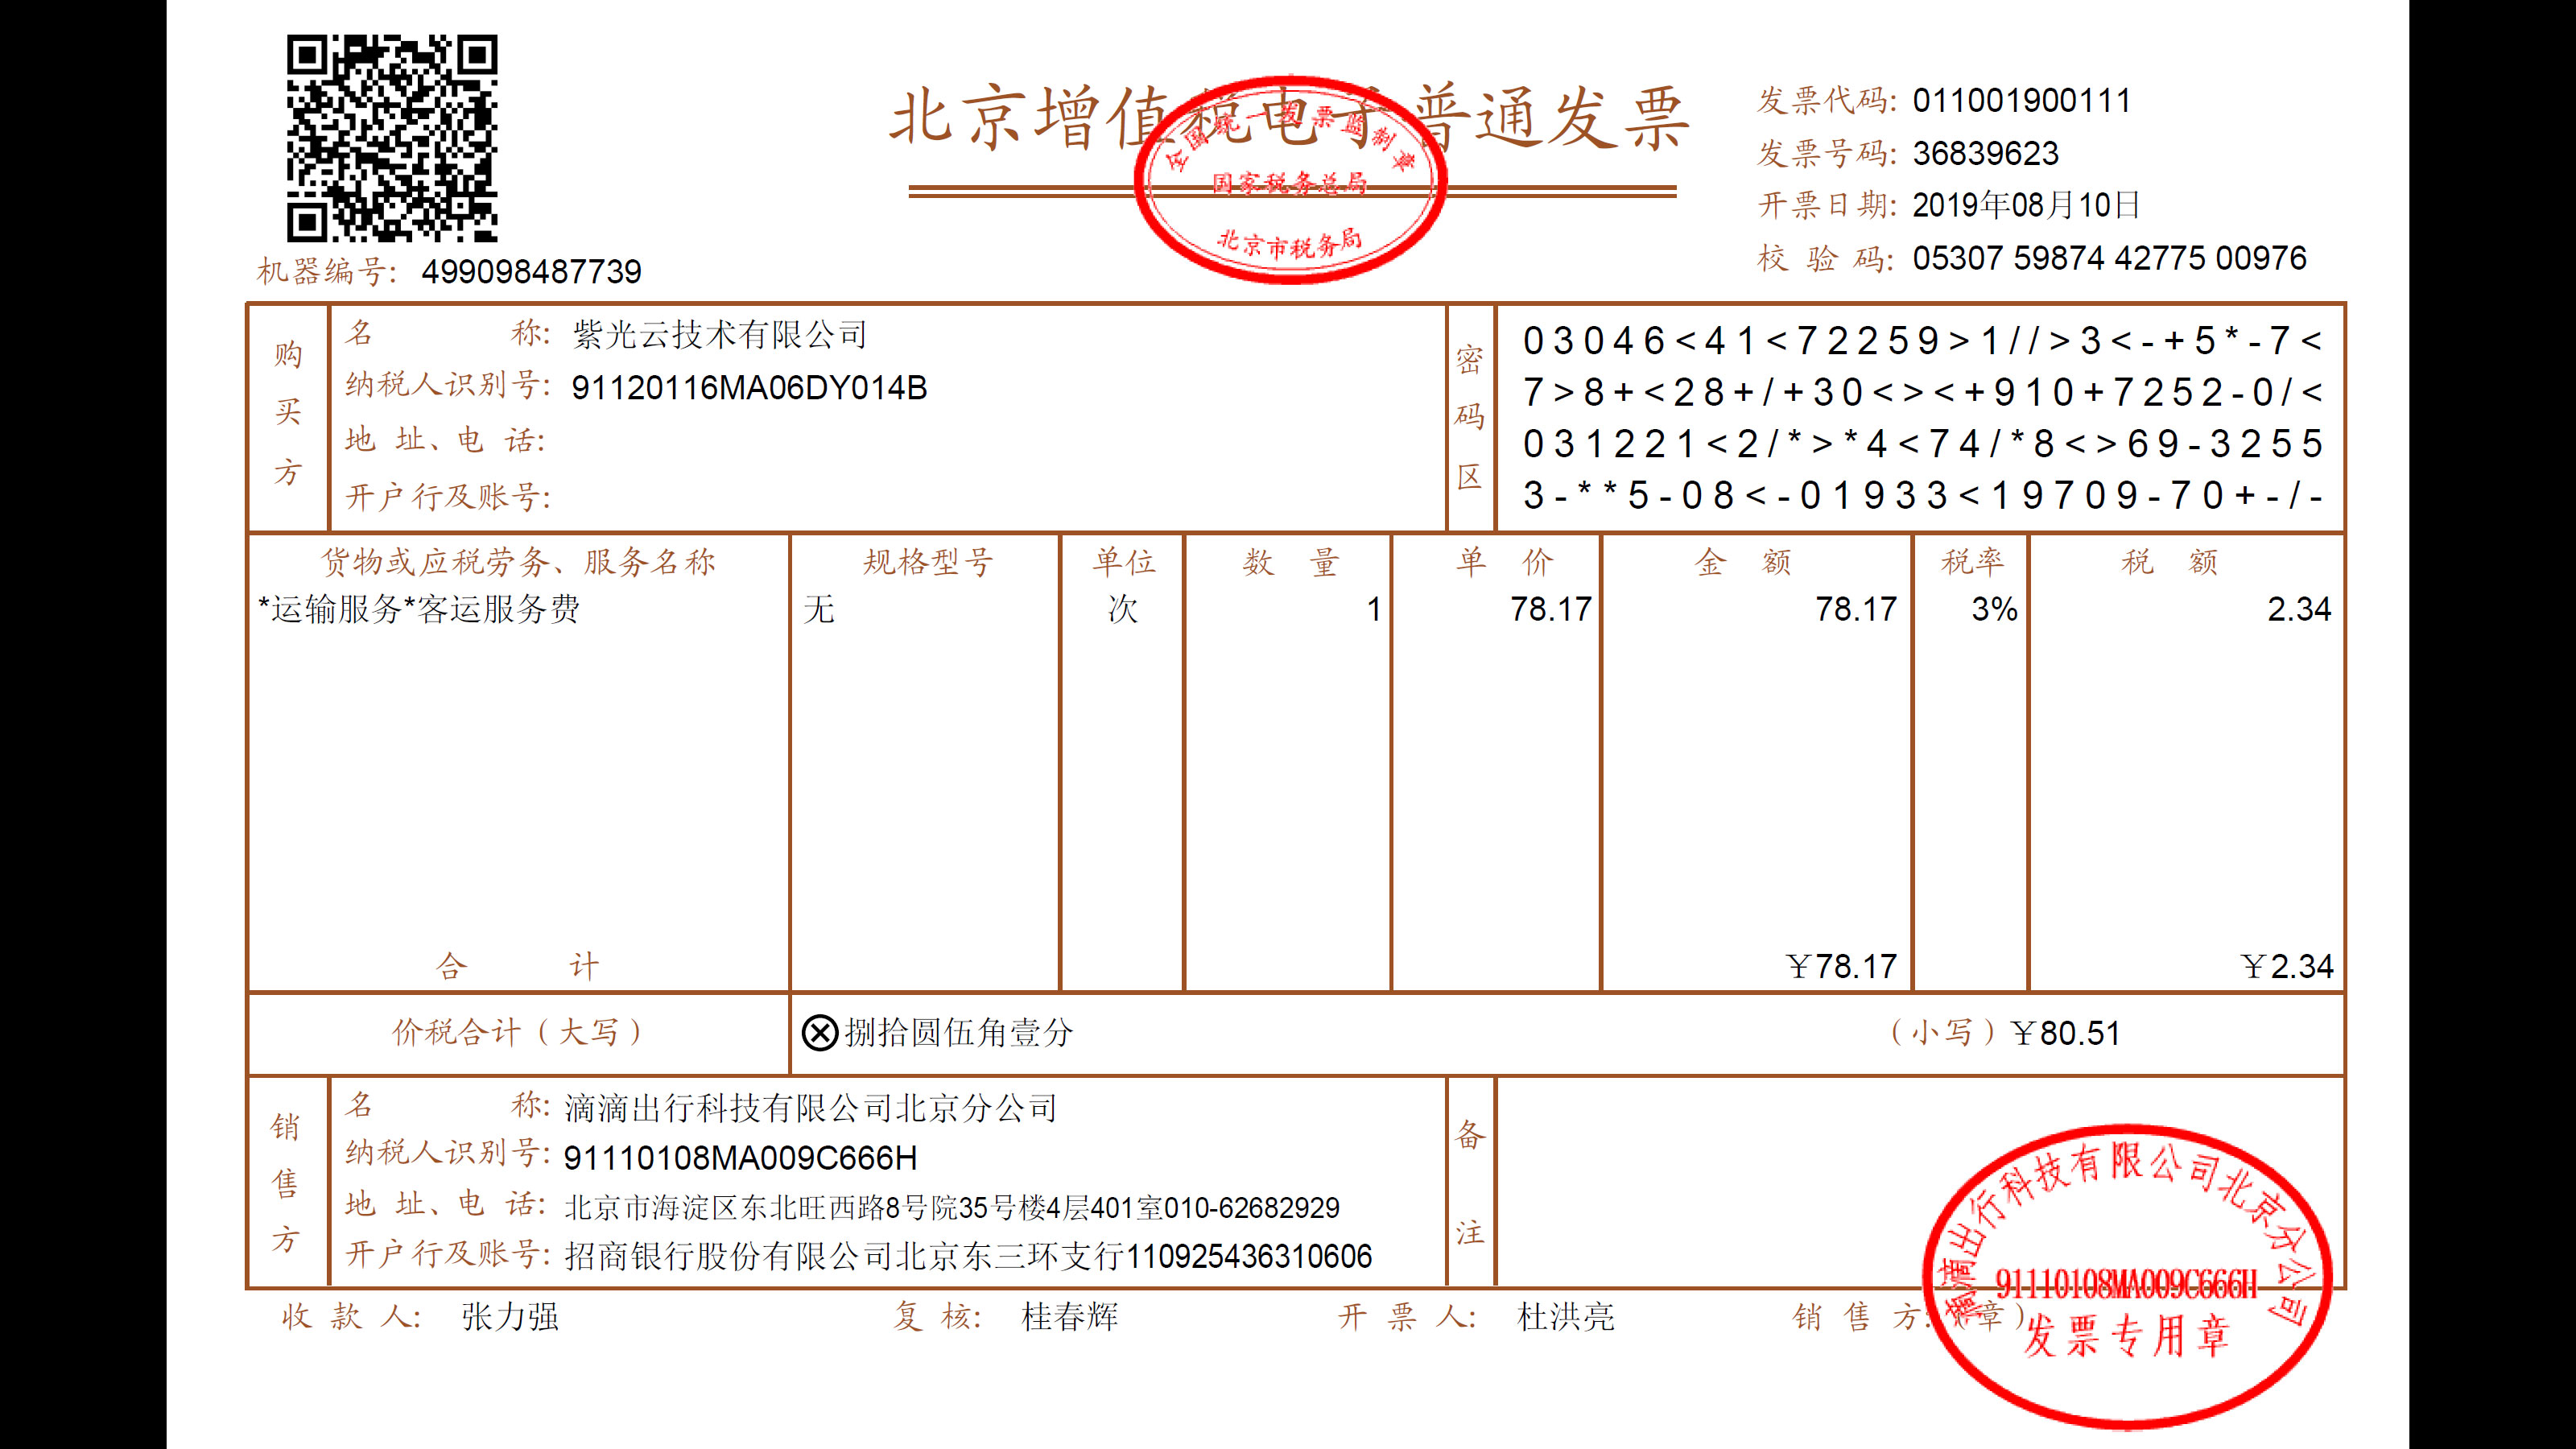 北京增值税电子普通发票
全国统一发票监制章
国家税务总局
北京市税务局
发票代码: 011001900111
发票号码: 36839623
开票日期: 2019年08月10日
校 验 码: 05307 59874 42775 00976
机器编号: 499098487739
购买方
名 称: 紫光云技术有限公司
纳税人识别号: 91120116MA06DY014B
地 址、电 话:
开户行及账号:
密码区
03046<41<72259>1//>3<-+5*-7<
7>8+<28+/+30<><+910+7252-0/<
031221<2/*>*4<74/*8<>69-3255
3-**5-08<-01933<19709-70+-/-
货物或应税劳务、服务名称 规格型号 单位 数 量 单 价 金 额 税率 税 额
*运输服务*客运服务费 无 次 1 78.17 78.17 3% 2.34
合 计 ￥78.17 ￥2.34
价税合计（大写） ⊗捌拾圆伍角壹分 （小写）￥80.51
销售方
名 称: 滴滴出行科技有限公司北京分公司
纳税人识别号: 91110108MA009C666H
地 址、电 话: 北京市海淀区东北旺西路8号院35号楼4层401室010-62682929
开户行及账号: 招商银行股份有限公司北京东三环支行110925436310606
备注
收 款 人: 张力强 复 核: 桂春辉 开 票 人: 杜洪亮 销 售 方:（章）
滴滴出行科技有限公司北京分公司
91110108MA009C666H
发票专用章